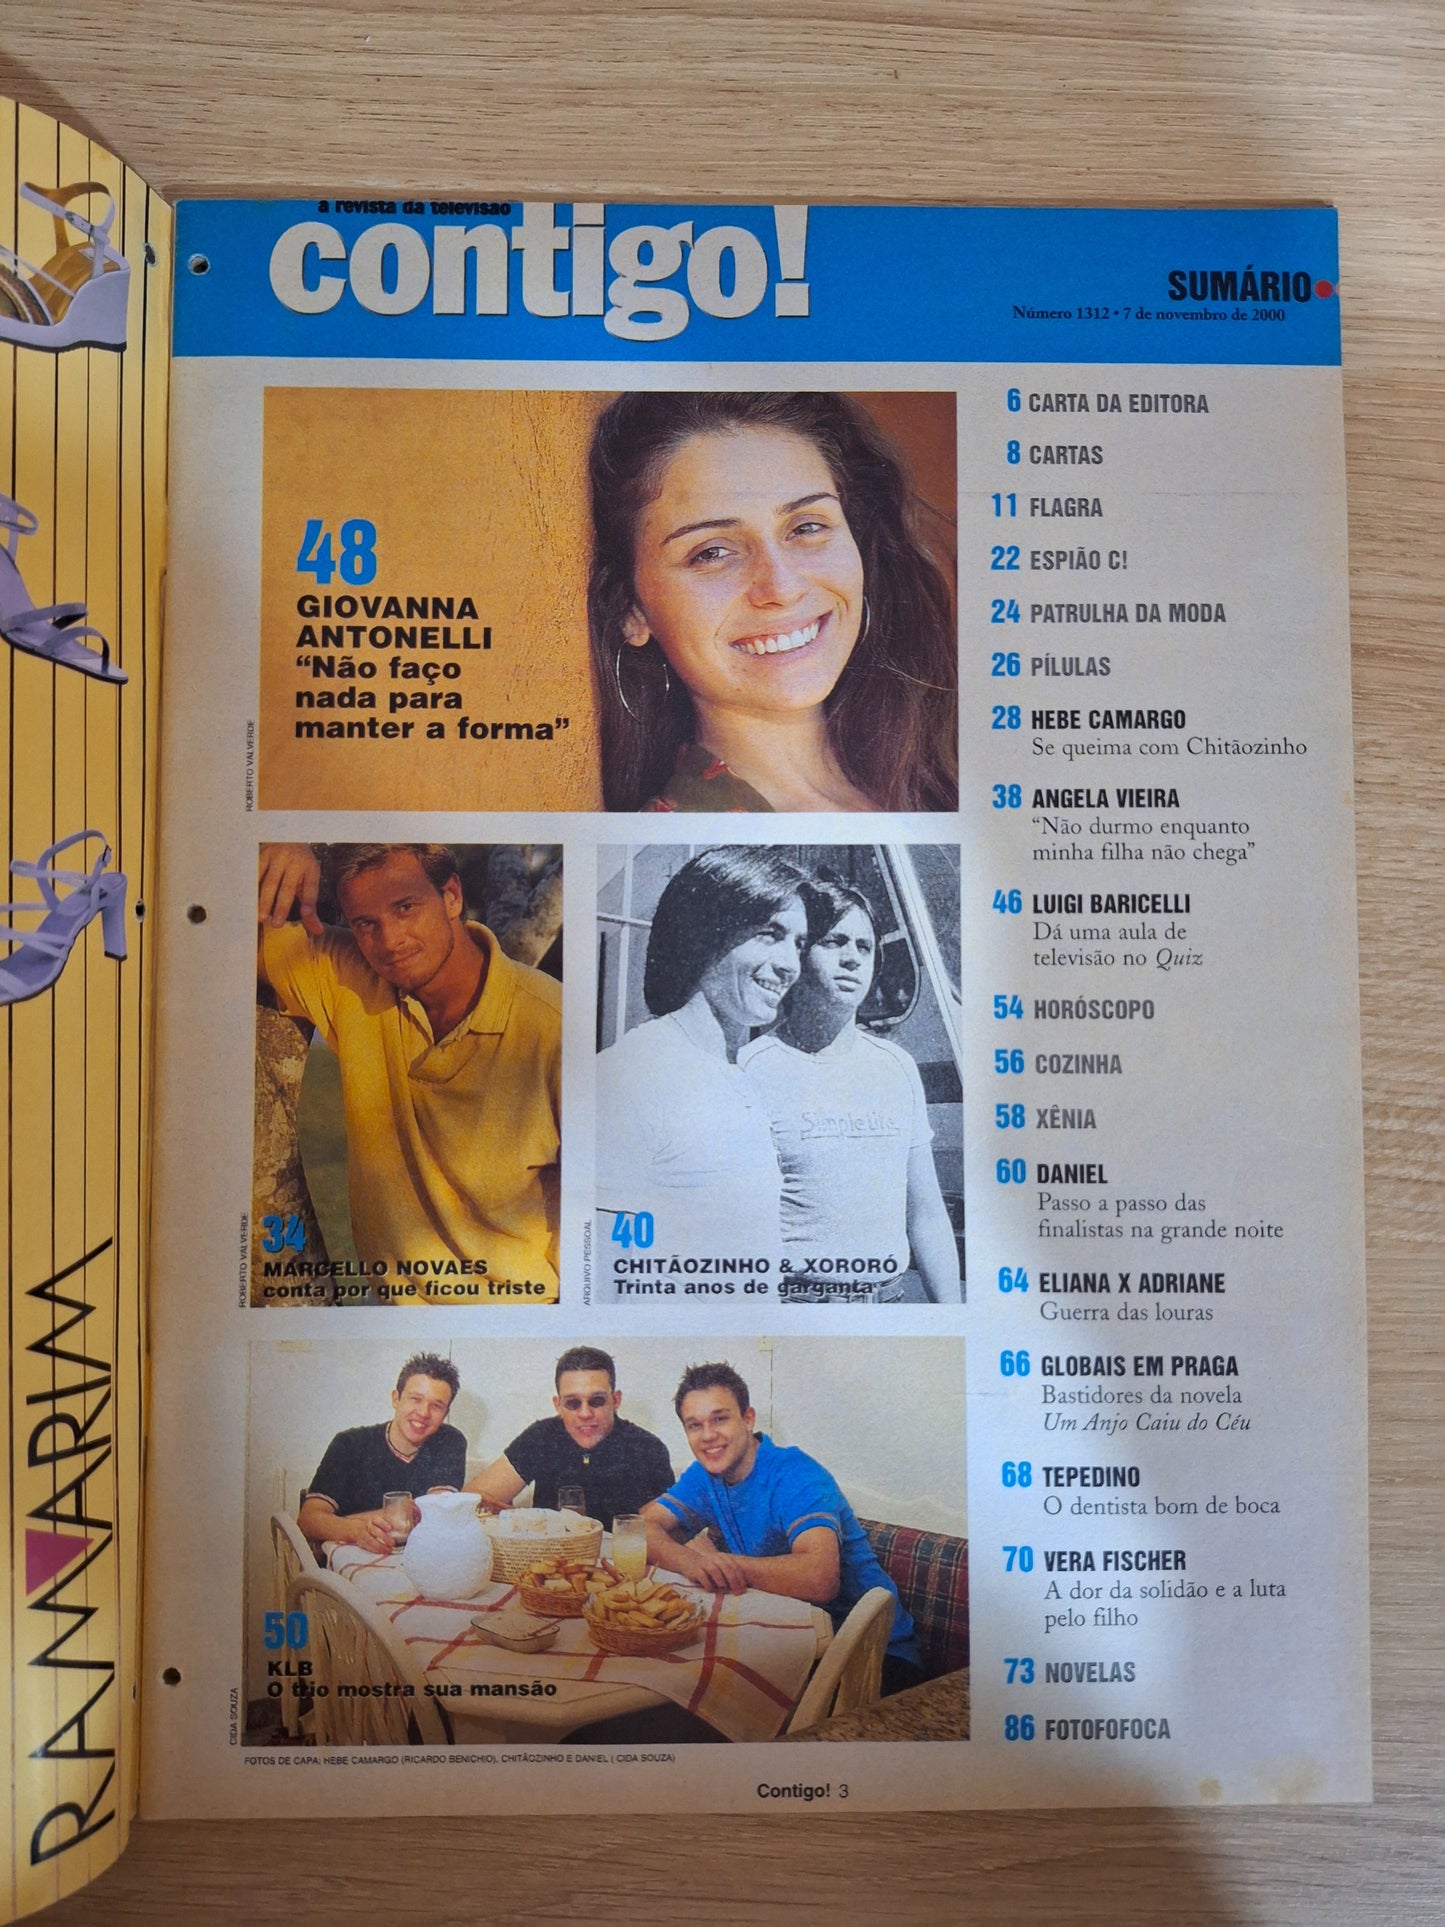 a revista da televisão
contigo!
SUMÁRIO
Número 1312 • 7 de novembro de 2000
48
GIOVANNA
ANTONELLI
“Não faço
nada para
manter a forma”
ROBERTO VALVERDE
34
MARCELLO NOVAES
conta por que ficou triste
ROBERTO VALVERDE
Simple Life
40
CHITÃOZINHO & XORORÓ
Trinta anos de garganta
ARQUIVO PESSOAL
50
KLB
O trio mostra sua mansão
CIDA SOUZA
FOTOS DE CAPA: HEBE CAMARGO (RICARDO BENICHIO), CHITÃOZINHO E DANIEL ( CIDA SOUZA)
6 CARTA DA EDITORA
8 CARTAS
11 FLAGRA
22 ESPIÃO C!
24 PATRULHA DA MODA
26 PÍLULAS
28 HEBE CAMARGO
Se queima com Chitãozinho
38 ANGELA VIEIRA
“Não durmo enquanto
minha filha não chega”
46 LUIGI BARICELLI
Dá uma aula de
televisão no Quiz
54 HORÓSCOPO
56 COZINHA
58 XÊNIA
60 DANIEL
Passo a passo das
finalistas na grande noite
64 ELIANA X ADRIANE
Guerra das louras
66 GLOBAIS EM PRAGA
Bastidores da novela
Um Anjo Caiu do Céu
68 TEPEDINO
O dentista bom de boca
70 VERA FISCHER
A dor da solidão e a luta
pelo filho
73 NOVELAS
86 FOTOFOFOCA
Contigo! 3
RAMARIM